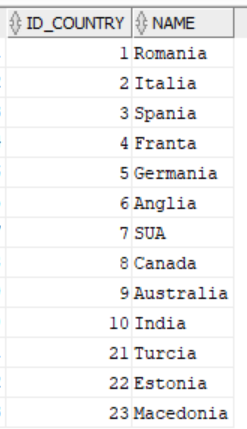 ID_COUNTRY NAME
1 Romania
2 Italia
3 Spania
4 Franta
5 Germania
6 Anglia
7 SUA
8 Canada
9 Australia
10 India
21 Turcia
22 Estonia
23 Macedonia